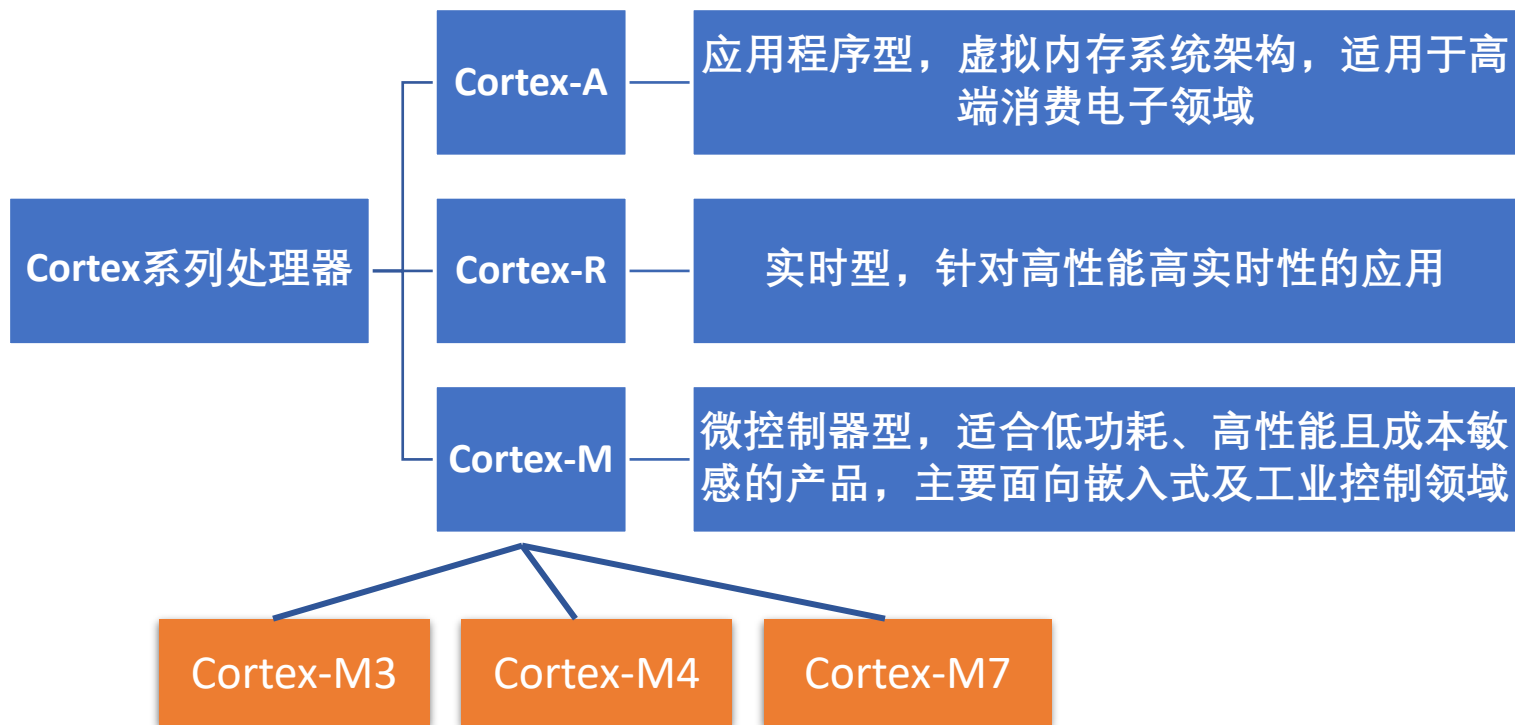 Cortex-A
应用程序型，虚拟内存系统架构，适用于高
端消费电子领域
Cortex系列处理器
Cortex-R
实时型，针对高性能高实时性的应用
Cortex-M
微控制器型，适合低功耗、高性能且成本敏
感的产品，主要面向嵌入式及工业控制领域
Cortex-M3
Cortex-M4
Cortex-M7